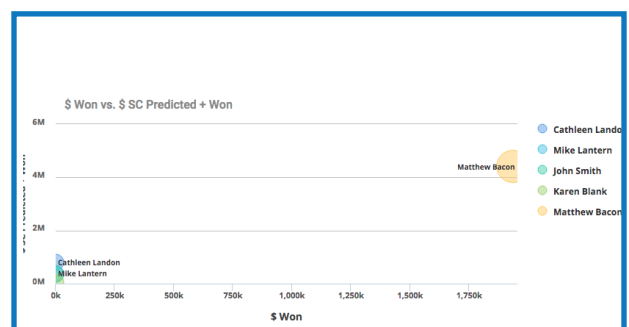 $ Won vs. $ SC Predicted + Won
6M
4M
2M
0M
Matthew Bacon
Cathleen Landon
Mike Lantern
0k 250k 500k 750k 1,000k 1,250k 1,500k 1,750k
$ Won
Cathleen Lando
Mike Lantern
John Smith
Karen Blank
Matthew Bacon